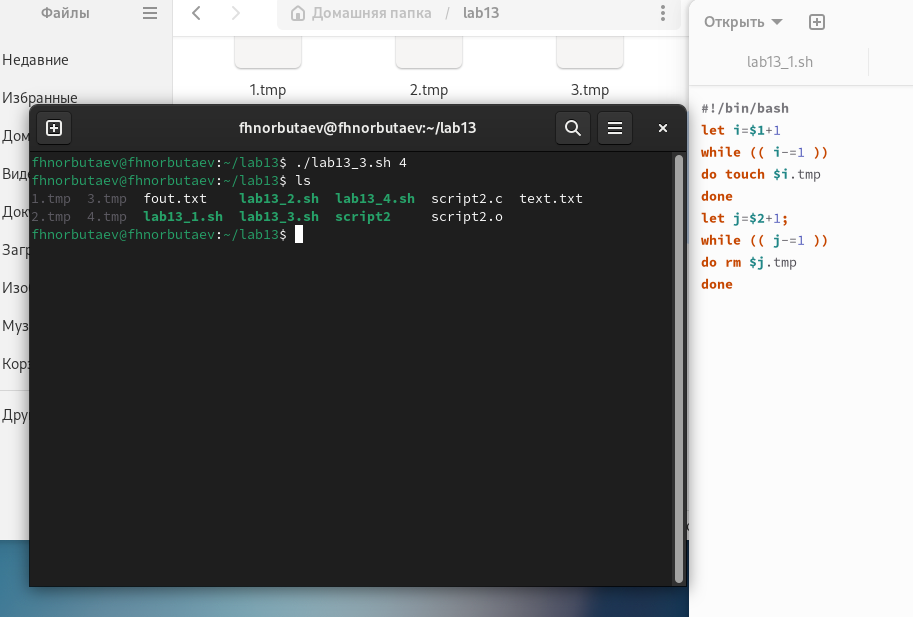 Файлы
Домашняя папка / lab13
Недавние
Избранные
Дом
Вид
Док
Загр
Изо
Муз
Кор
Дру
1.tmp 2.tmp 3.tmp
fhnorbutaev@fhnorbutaev:~/lab13
fhnorbutaev@fhnorbutaev:~/lab13$ ./lab13_3.sh 4
fhnorbutaev@fhnorbutaev:~/lab13$ ls
1.tmp 3.tmp fout.txt lab13_2.sh lab13_4.sh script2.c text.txt
2.tmp 4.tmp lab13_1.sh lab13_3.sh script2 script2.o
fhnorbutaev@fhnorbutaev:~/lab13$
Открыть
lab13_1.sh
#!/bin/bash
let i=$1+1
while (( i-=1 ))
do touch $i.tmp
done
let j=$2+1;
while (( j-=1 ))
do rm $j.tmp
done